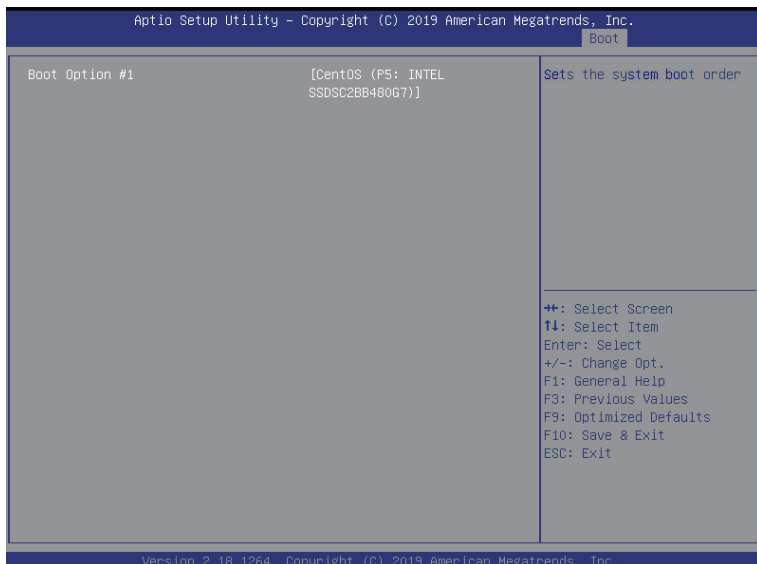 Aptio Setup Utility – Copyright (C) 2019 American Megatrends, Inc.
Boot
Boot Option #1 [CentOS (P5: INTEL
SSDSC2BB480G7)]
Sets the system boot order
→←: Select Screen
↑↓: Select Item
Enter: Select
+/-: Change Opt.
F1: General Help
F3: Previous Values
F9: Optimized Defaults
F10: Save & Exit
ESC: Exit
Version 2.18.1264. Copyright (C) 2019 American Megatrends, Inc.